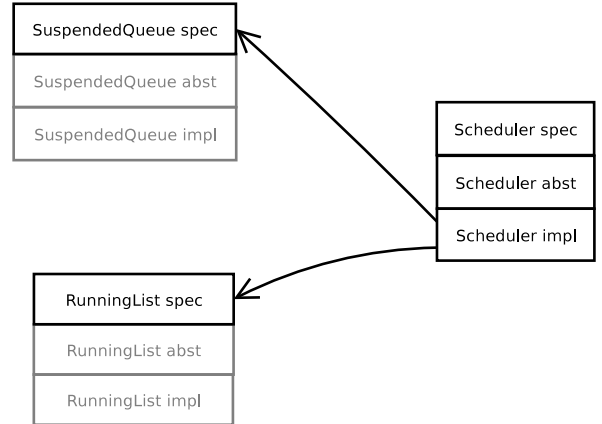 SuspendedQueue spec
SuspendedQueue abst
SuspendedQueue impl
Scheduler spec
Scheduler abst
Scheduler impl
RunningList spec
RunningList abst
RunningList impl